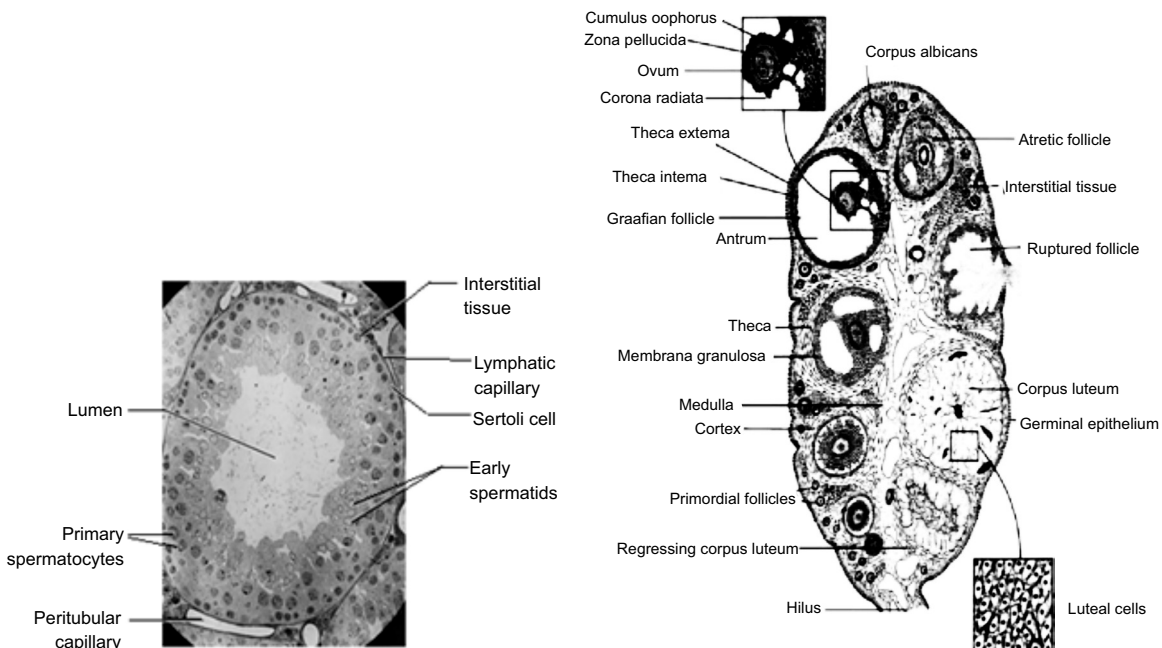 Interstitial
tissue
Lymphatic
capillary
Sertoli cell
Lumen
Early
spermatids
Primary
spermatocytes
Peritubular
capillary
Cumulus oophorus
Zona pellucida
Ovum
Corona radiata
Theca extema
Theca intema
Graafian follicle
Antrum
Theca
Membrana granulosa
Medulla
Cortex
Primordial follicles
Regressing corpus luteum
Hilus
Corpus albicans
Atretic follicle
Interstitial tissue
Ruptured follicle
Corpus luteum
Germinal epithelium
Luteal cells